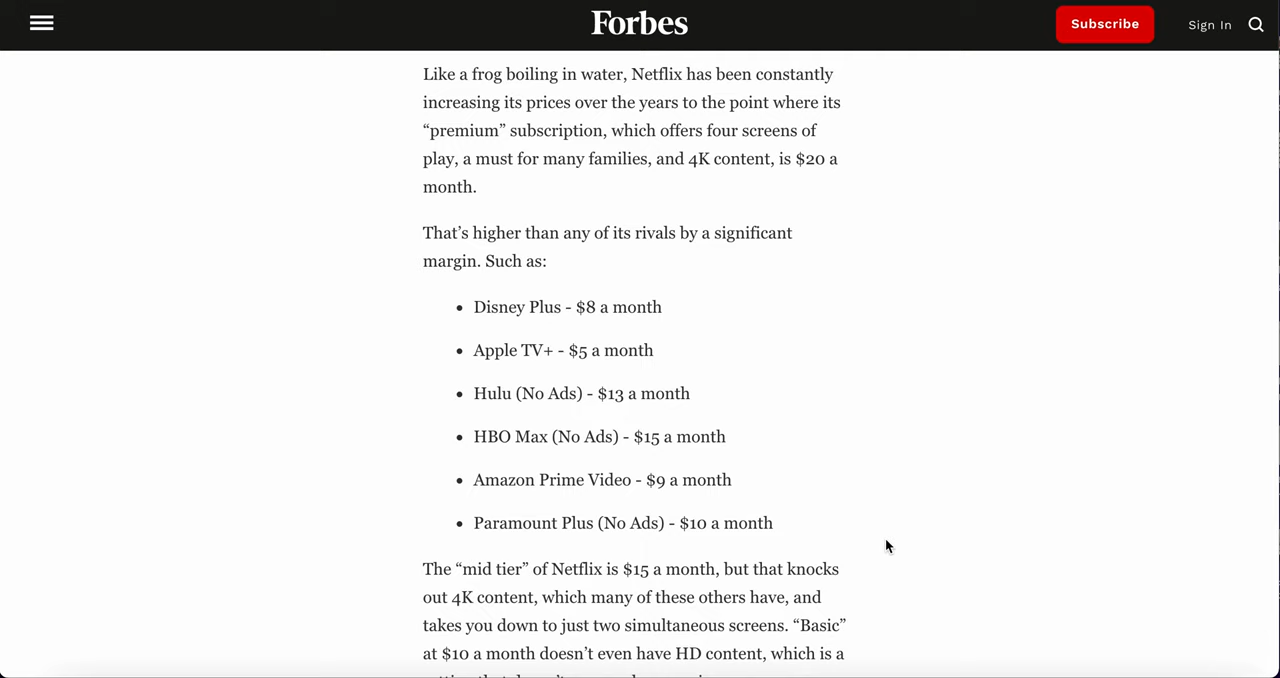 Forbes
Subscribe
Sign In
Like a frog boiling in water, Netflix has been constantly
increasing its prices over the years to the point where its
“premium” subscription, which offers four screens of
play, a must for many families, and 4K content, is $20 a
month.
That’s higher than any of its rivals by a significant
margin. Such as:
• Disney Plus - $8 a month
• Apple TV+ - $5 a month
• Hulu (No Ads) - $13 a month
• HBO Max (No Ads) - $15 a month
• Amazon Prime Video - $9 a month
• Paramount Plus (No Ads) - $10 a month
The “mid tier” of Netflix is $15 a month, but that knocks
out 4K content, which many of these others have, and
takes you down to just two simultaneous screens. “Basic”
at $10 a month doesn’t even have HD content, which is a